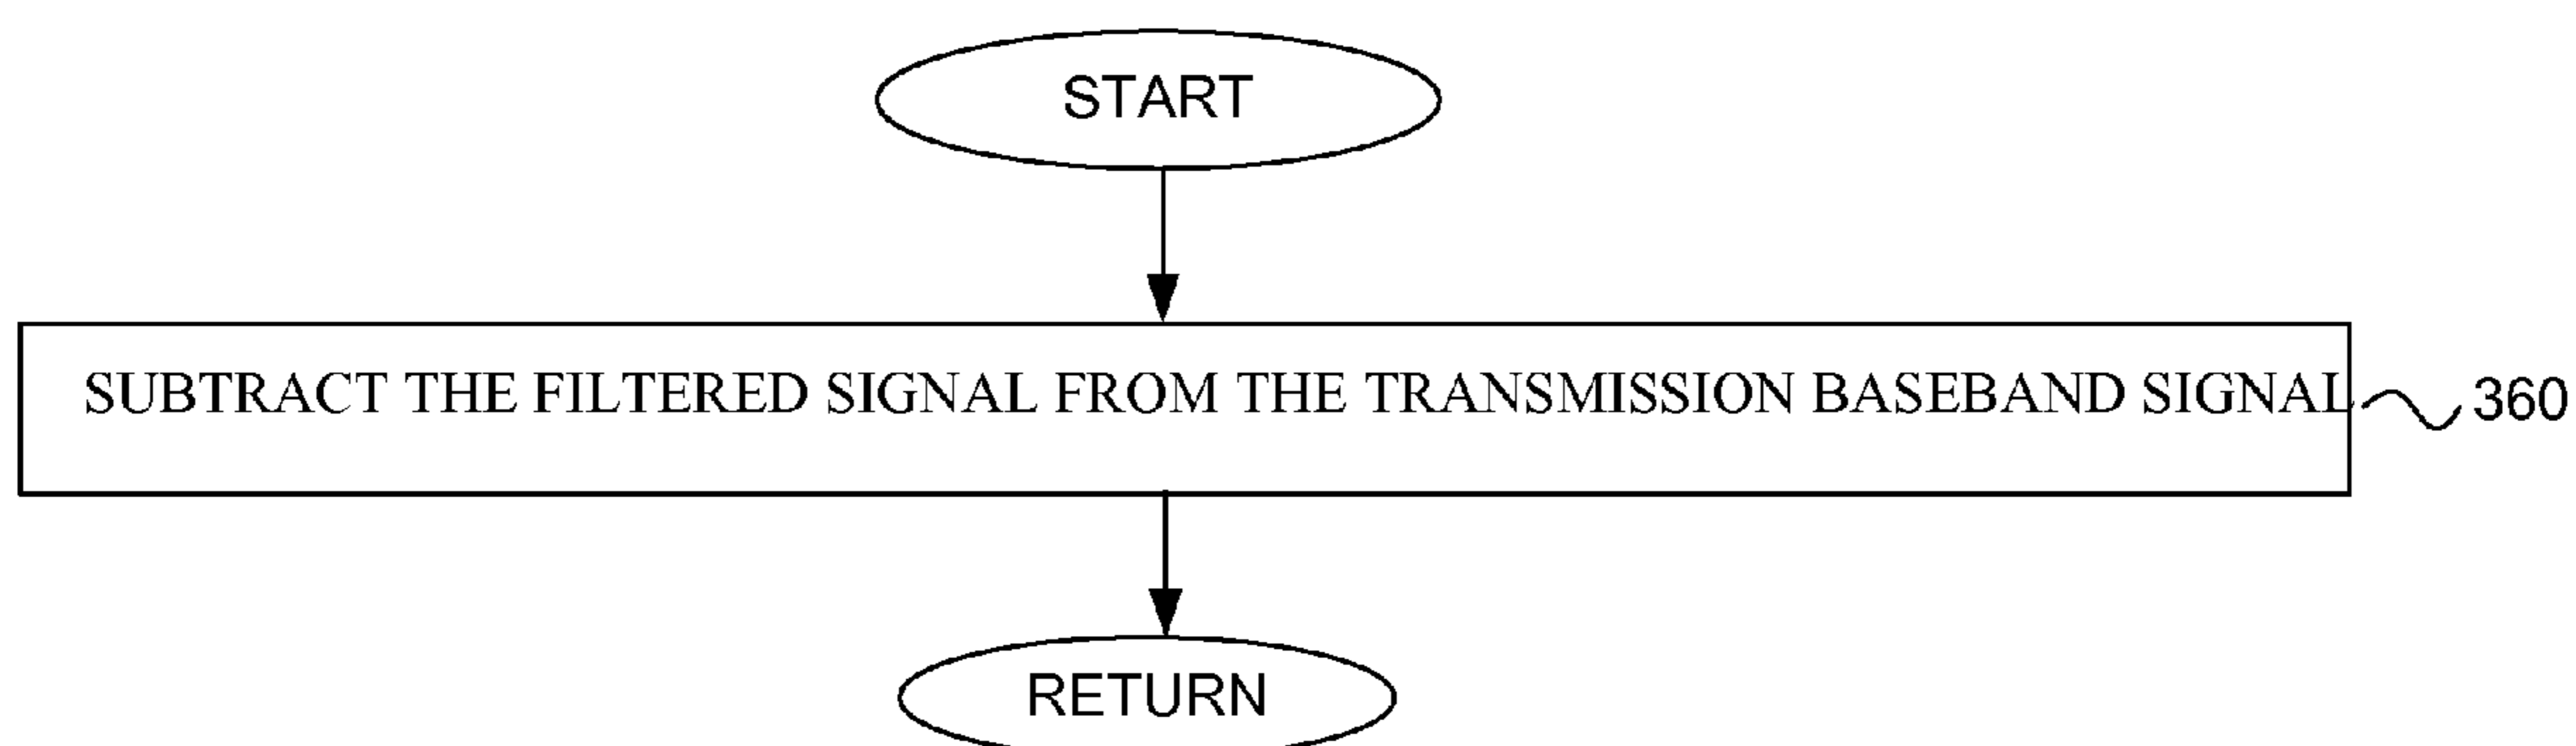 START
SUBTRACT THE FILTERED SIGNAL FROM THE TRANSMISSION BASEBAND SIGNAL
360
RETURN